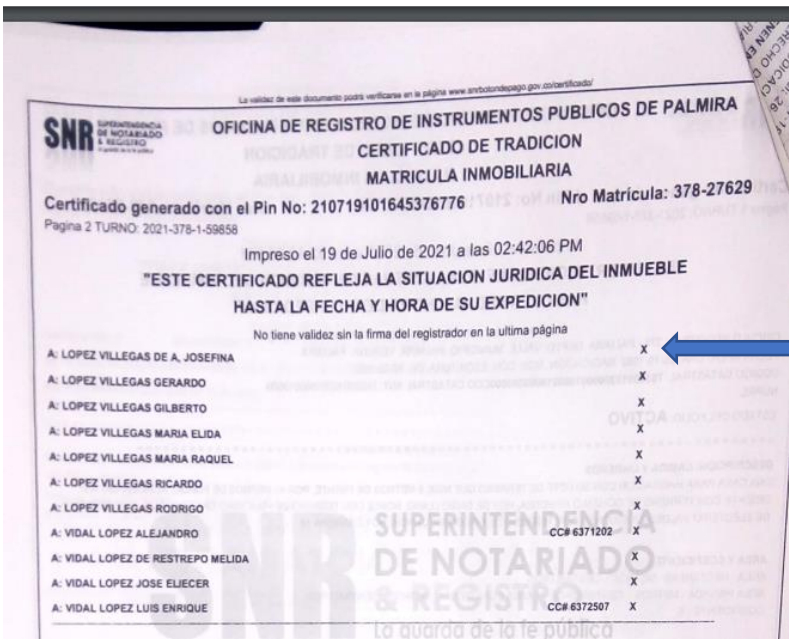 La validez de este documento podrá verificarse en la página www.snrbotondepago.gov.co/certificado/
SNR SUPERINTENDENCIA DE NOTARIADO & REGISTRO
OFICINA DE REGISTRO DE INSTRUMENTOS PUBLICOS DE PALMIRA
CERTIFICADO DE TRADICION
MATRICULA INMOBILIARIA
Certificado generado con el Pin No: 210719101645376776 Nro Matrícula: 378-27629
Pagina 2 TURNO: 2021-378-1-59858
Impreso el 19 de Julio de 2021 a las 02:42:06 PM
"ESTE CERTIFICADO REFLEJA LA SITUACION JURIDICA DEL INMUEBLE
HASTA LA FECHA Y HORA DE SU EXPEDICION"
No tiene validez sin la firma del registrador en la ultima página
A: LOPEZ VILLEGAS DE A, JOSEFINA X
A: LOPEZ VILLEGAS GERARDO X
A: LOPEZ VILLEGAS GILBERTO X
A: LOPEZ VILLEGAS MARIA ELIDA X
A: LOPEZ VILLEGAS MARIA RAQUEL X
A: LOPEZ VILLEGAS RICARDO X
A: LOPEZ VILLEGAS RODRIGO X
A: VIDAL LOPEZ ALEJANDRO CC# 6371202 X
A: VIDAL LOPEZ DE RESTREPO MELIDA X
A: VIDAL LOPEZ JOSE ELIECER X
A: VIDAL LOPEZ LUIS ENRIQUE CC# 6372507 X
SNR SUPERINTENDENCIA
DE NOTARIADO
& REGISTRO
La guarda de la fe pública